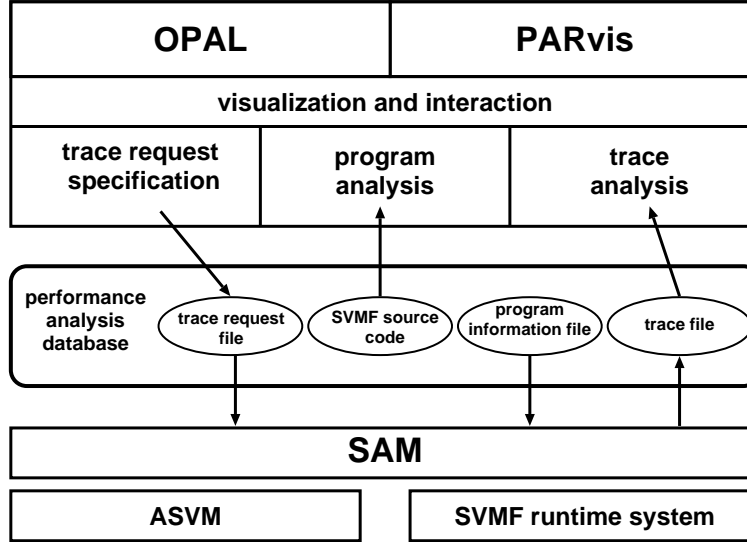 OPAL
PARvis
visualization and interaction
trace request
specification
program
analysis
trace
analysis
performance
analysis
database
trace request
file
SVMF source
code
program
information file
trace file
SAM
ASVM
SVMF runtime system